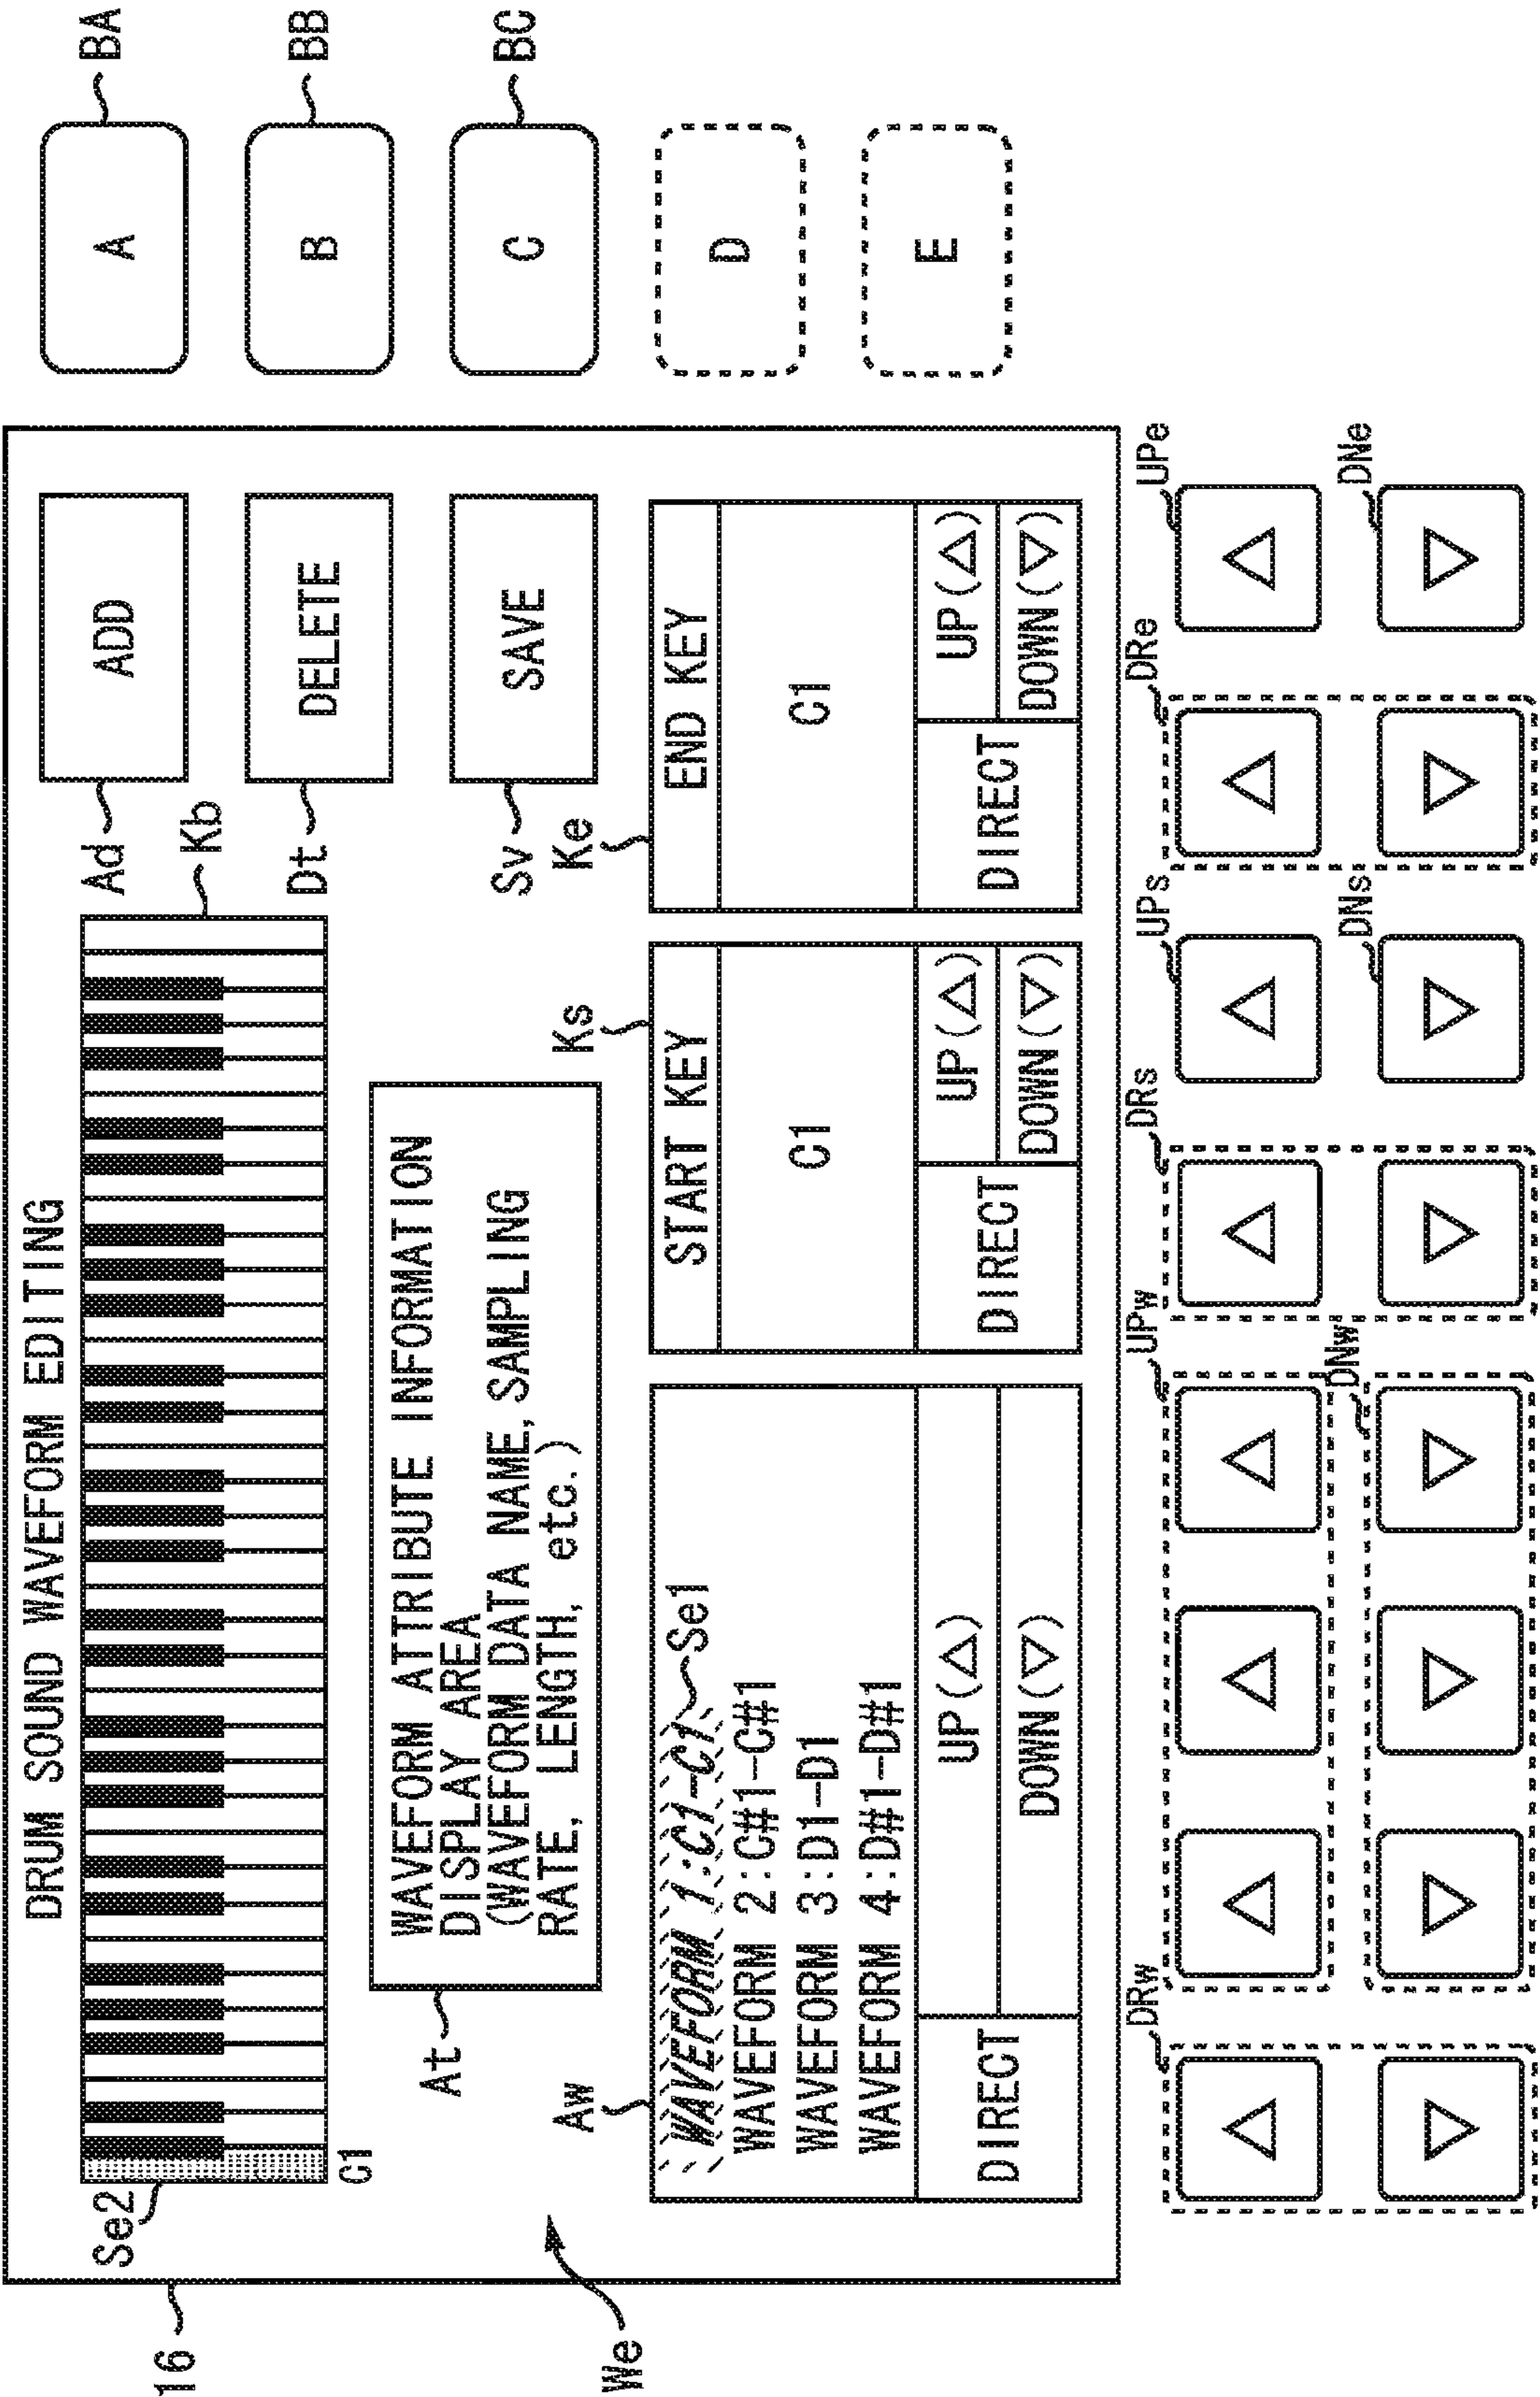 DRUM SOUND WAVEFORM EDITING
16
Se2
C1
Kb
Ad
ADD
A
BA
Dt
DELETE
B
BB
Sv
SAVE
C
BC
D
E
At
WAVEFORM ATTRIBUTE INFORMATION
DISPLAY AREA
(WAVEFORM DATA NAME, SAMPLING
RATE, LENGTH, etc.)
We
Aw
WAVEFORM 1:C1-C1
Se1
WAVEFORM 2:C#1-C#1
WAVEFORM 3:D1-D1
WAVEFORM 4:D#1-D#1
DIRECT
UP(△)
DOWN(▽)
Ks
START KEY
C1
DIRECT
UP(△)
DOWN(▽)
Ke
END KEY
C1
DIRECT
UP(△)
DOWN(▽)
DRw
UPw
DRs
UPs
DRe
UPe
DNw
DNs
DNe